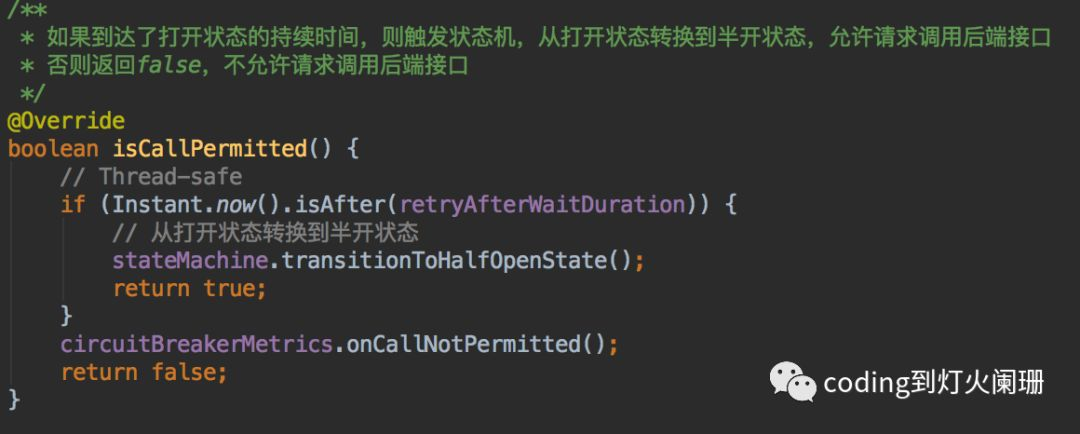 /**
 * 如果到达了打开状态的持续时间，则触发状态机，从打开状态转换到半开状态，允许请求调用后端接口
 * 否则返回false，不允许请求调用后端接口
 */
@Override
boolean isCallPermitted() {
    // Thread-safe
    if (Instant.now().isAfter(retryAfterWaitDuration)) {
        // 从打开状态转换到半开状态
        stateMachine.transitionToHalfOpenState();
        return true;
    }
    circuitBreakerMetrics.onCallNotPermitted();
    return false;
}
coding到灯火阑珊